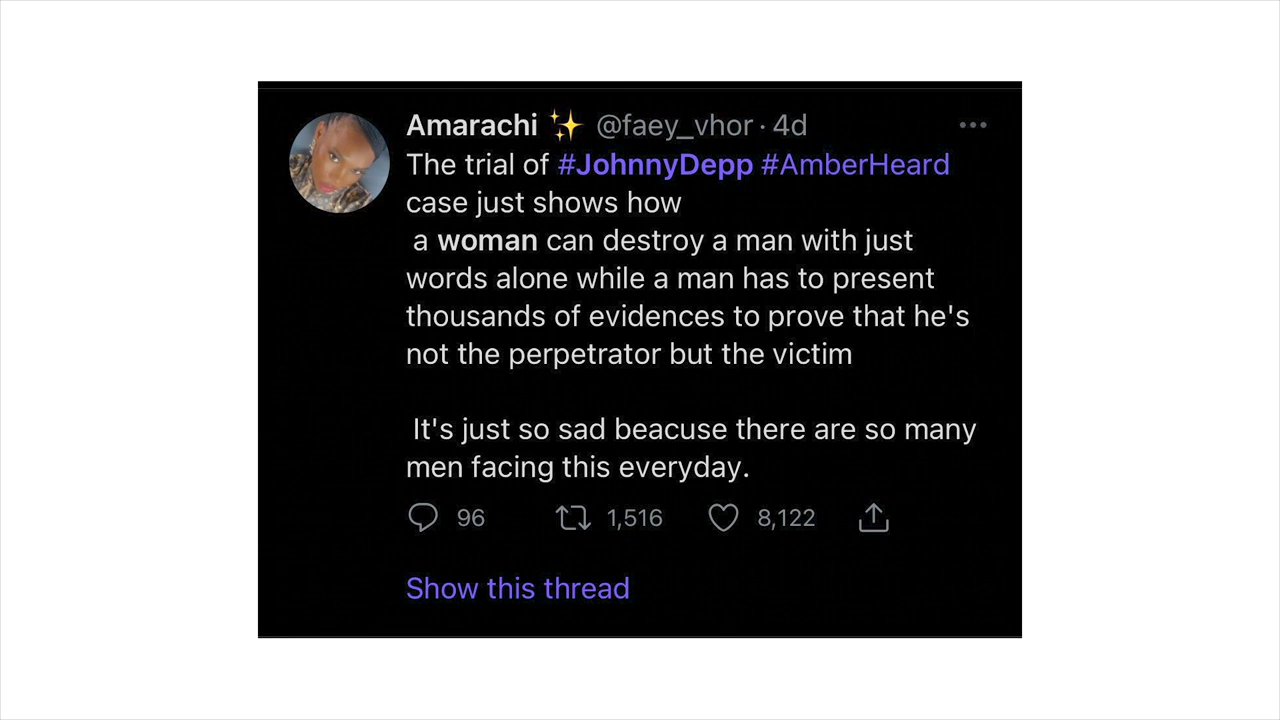 Amarachi ✨ @faey_vhor · 4d
The trial of #JohnnyDepp #AmberHeard
case just shows how
a woman can destroy a man with just
words alone while a man has to present
thousands of evidences to prove that he's
not the perpetrator but the victim
It's just so sad beacuse there are so many
men facing this everyday.
96 1,516 8,122
Show this thread